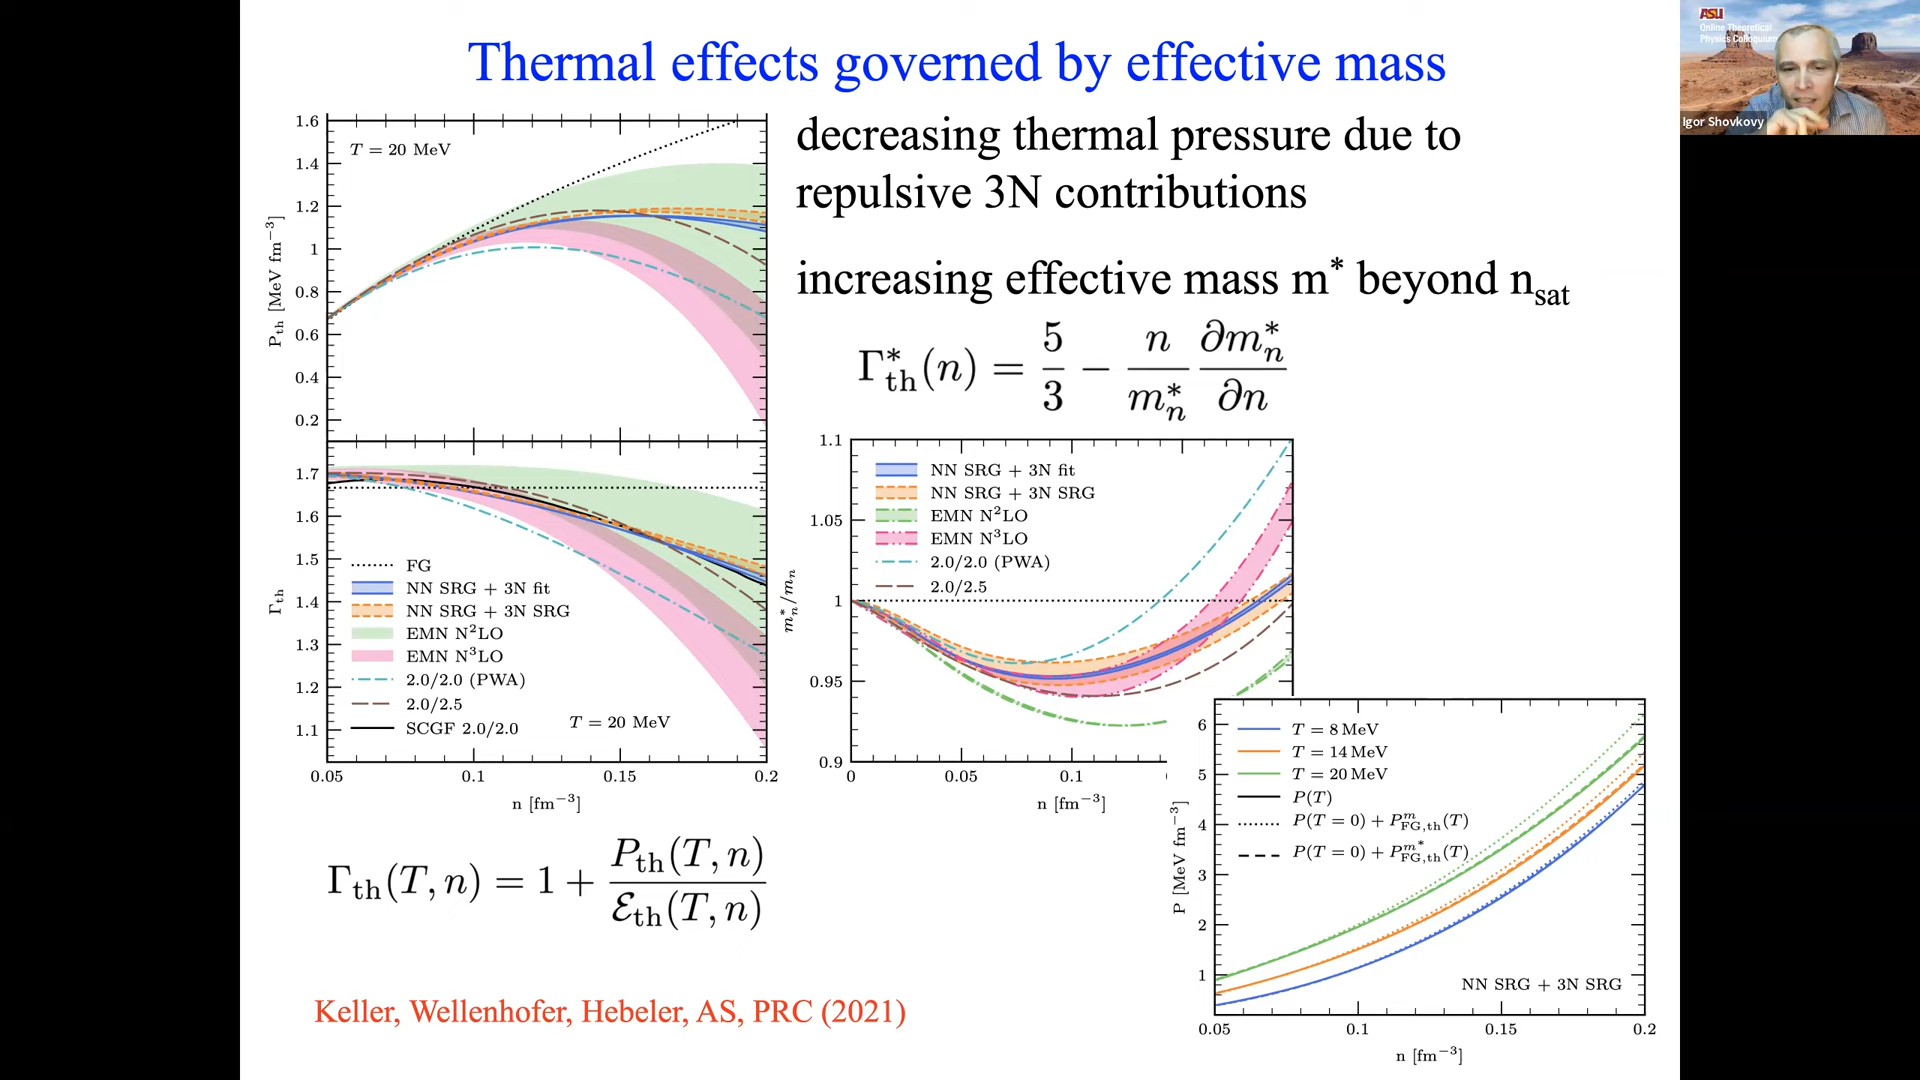 Thermal effects governed by effective mass
ASU
Online Theoretical
Physics Colloquium
Igor Shovkovy
decreasing thermal pressure due to
repulsive 3N contributions
increasing effective mass m* beyond n_sat
Γ*_th(n) = 5/3 − n/m*_n ∂m*_n/∂n
T = 20 MeV
P_th [MeV fm⁻³]
1.6
1.4
1.2
1
0.8
0.6
0.4
0.2
Γ_th
1.7
1.6
1.5
1.4
1.3
1.2
1.1
FG
NN SRG + 3N fit
NN SRG + 3N SRG
EMN N²LO
EMN N³LO
2.0/2.0 (PWA)
2.0/2.5
SCGF 2.0/2.0
T = 20 MeV
0.05 0.1 0.15 0.2
n [fm⁻³]
m*_n/m_n
1.1
1.05
1
0.95
0.9
NN SRG + 3N fit
NN SRG + 3N SRG
EMN N²LO
EMN N³LO
2.0/2.0 (PWA)
2.0/2.5
0 0.05 0.1
n [fm⁻³]
P [MeV fm⁻³]
6
5
4
3
2
1
T = 8 MeV
T = 14 MeV
T = 20 MeV
P(T)
P(T = 0) + P^m_FG,th(T)
P(T = 0) + P^m*_FG,th(T)
NN SRG + 3N SRG
0.05 0.1 0.15 0.2
n [fm⁻³]
Γ_th(T, n) = 1 + P_th(T, n)/ℰ_th(T, n)
Keller, Wellenhofer, Hebeler, AS, PRC (2021)